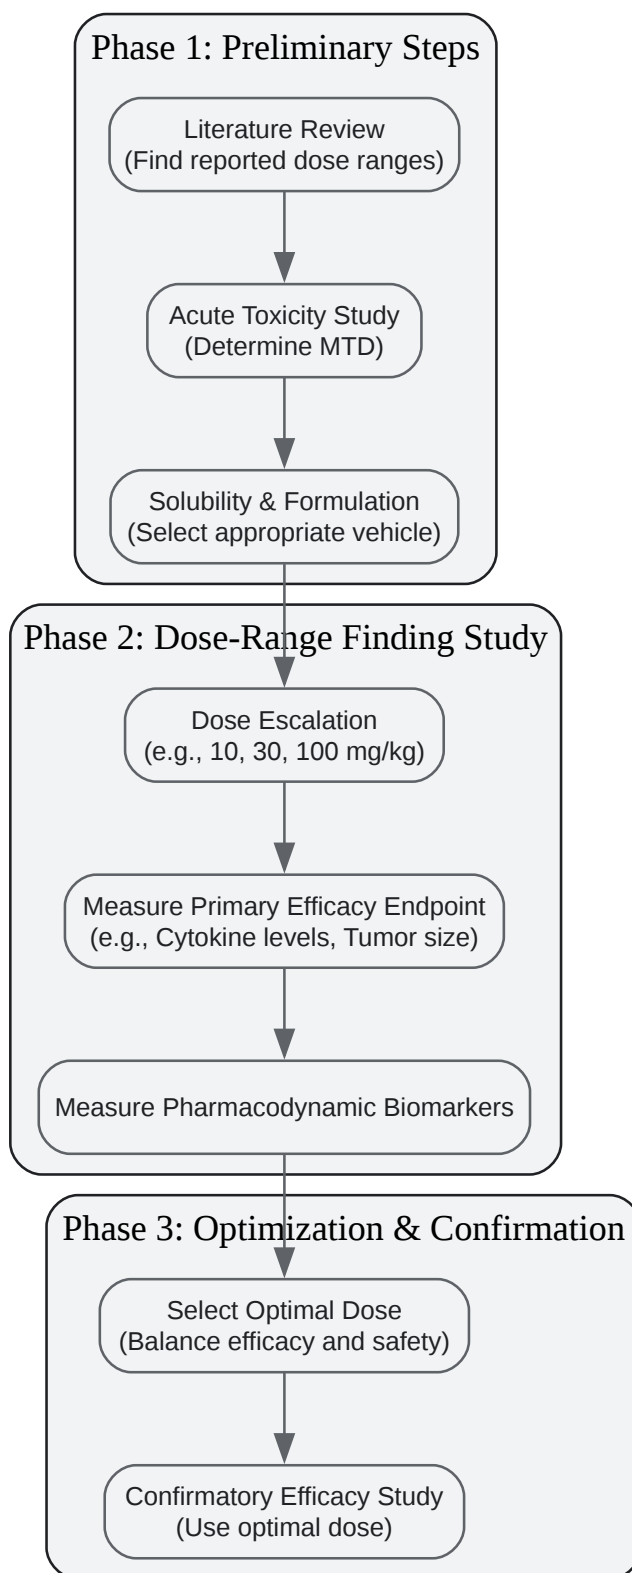 Phase 1: Preliminary Steps
Literature Review
(Find reported dose ranges)
Acute Toxicity Study
(Determine MTD)
Solubility & Formulation
(Select appropriate vehicle)
Phase 2: Dose-Range Finding Study
Dose Escalation
(e.g., 10, 30, 100 mg/kg)
Measure Primary Efficacy Endpoint
(e.g., Cytokine levels, Tumor size)
Measure Pharmacodynamic Biomarkers
Phase 3: Optimization & Confirmation
Select Optimal Dose
(Balance efficacy and safety)
Confirmatory Efficacy Study
(Use optimal dose)